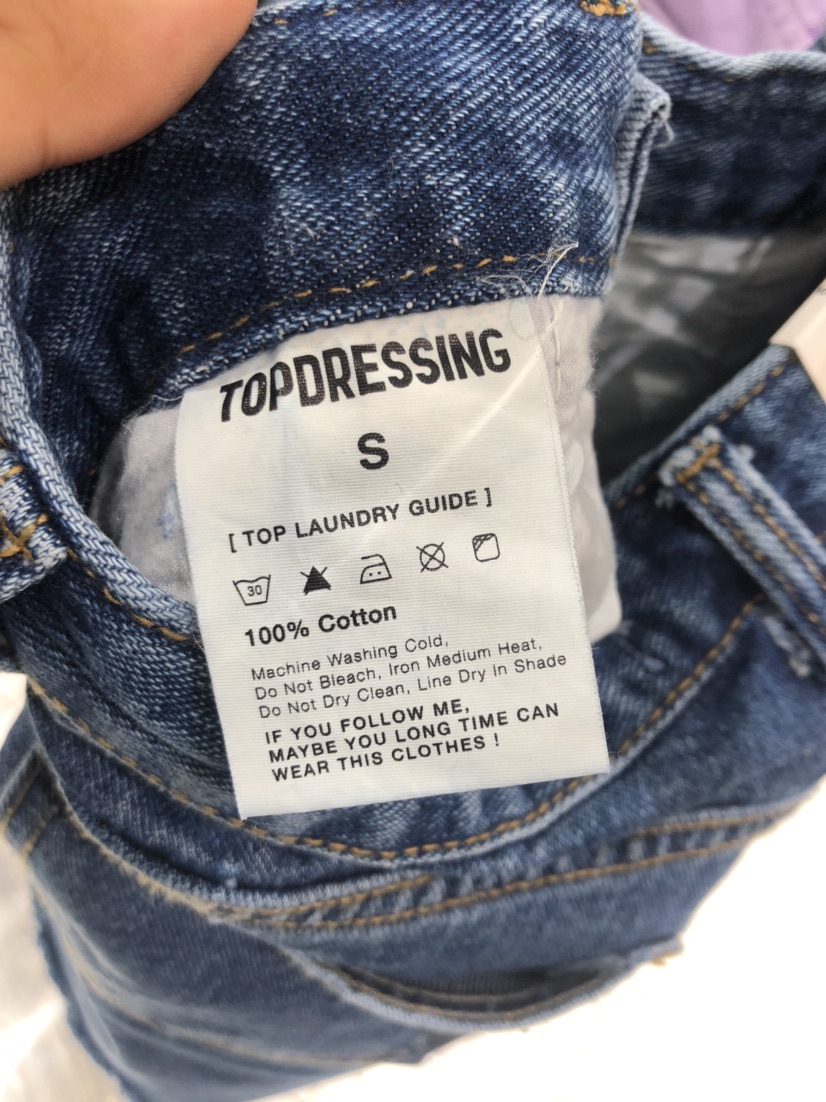 TOPDRESSING
S
[ TOP LAUNDRY GUIDE ]
30
100% Cotton
Machine Washing Cold,
Do Not Bleach, Iron Medium Heat,
Do Not Dry Clean, Line Dry In Shade
IF YOU FOLLOW ME,
MAYBE YOU LONG TIME CAN
WEAR THIS CLOTHES !